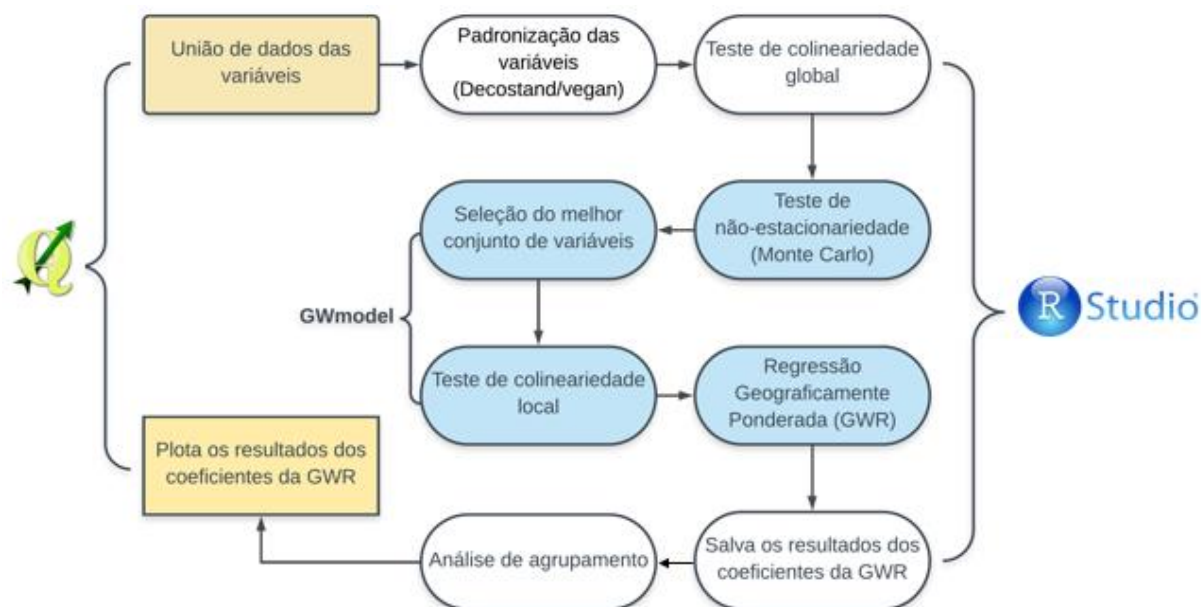 União de dados das
variáveis
Padronização das
variáveis
(Decostand/vegan)
Teste de colineariedade
global
Teste de
não-estacionariedade
(Monte Carlo)
Seleção do melhor
conjunto de variáveis
GWmodel
Teste de colineariedade
local
Regressão
Geograficamente
Ponderada (GWR)
Salva os resultados dos
coeficientes da GWR
Análise de agrupamento
Plota os resultados dos
coeficientes da GWR
Q
R Studio